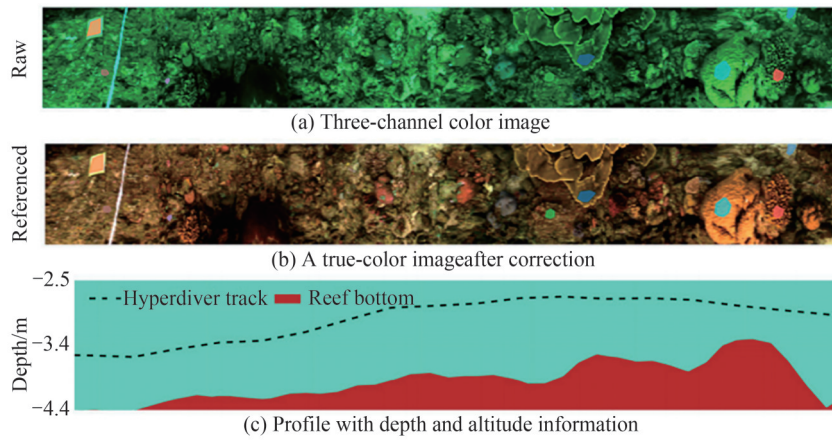 Raw
(a) Three-channel color image
Referenced
(b) A true-color imageafter correction
Depth/m
−2.5
−3.4
−4.4
Hyperdiver track
Reef bottom
(c) Profile with depth and altitude information